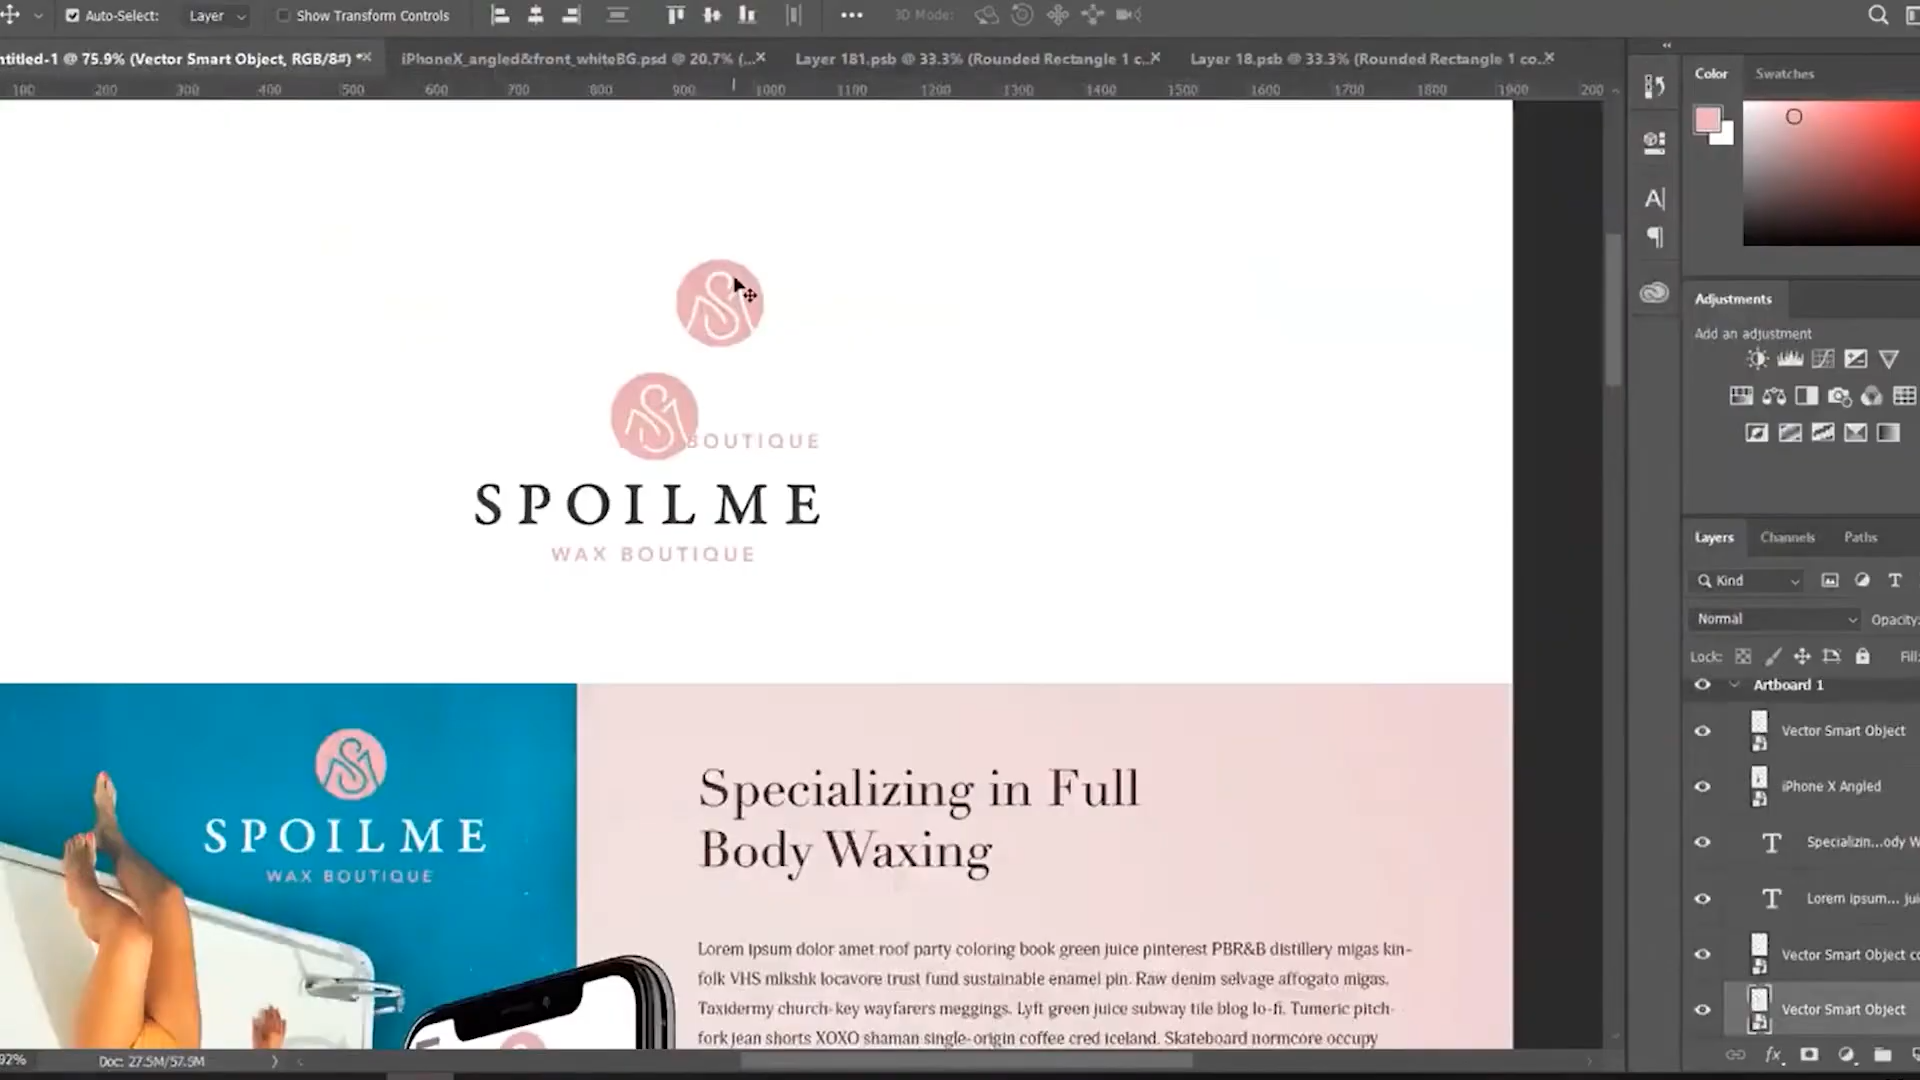 Auto-Select: Layer Show Transform Controls 3D Mode:
ntitled-1 @ 75.9% (Vector Smart Object, RGB/8#) * iPhoneX_angled&front_whiteBG.psd @ 20.7% (... Layer 181.psb @ 33.3% (Rounded Rectangle 1 c... Layer 18.psb @ 33.3% (Rounded Rectangle 1 co...
100 200 300 400 500 600 700 800 900 1000 1100 1200 1300 1400 1500 1600 1700 1800 1900 200
Color Swatches
Adjustments
Add an adjustment
BOUTIQUE
SPOILME
WAX BOUTIQUE
Layers Channels Paths
Kind
Normal Opacity:
Lock: Fill:
Artboard 1
Vector Smart Object
iPhone X Angled
Specializin...ody W
Lorem ipsum... jui
Vector Smart Object co
Vector Smart Object
SPOILME
WAX BOUTIQUE
Specializing in Full
Body Waxing
Lorem ipsum dolor amet roof party coloring book green juice pinterest PBR&B distillery migas kin-
folk VHS mlkshk locavore trust fund sustainable enamel pin. Raw denim selvage affogato migas.
Taxidermy church-key wayfarers meggings. Lyft green juice subway tile blog lo-fi. Tumeric pitch-
fork jean shorts XOXO shaman single-origin coffee cred iceland. Skateboard normcore occupy
92% Doc: 27.5M/57.5M